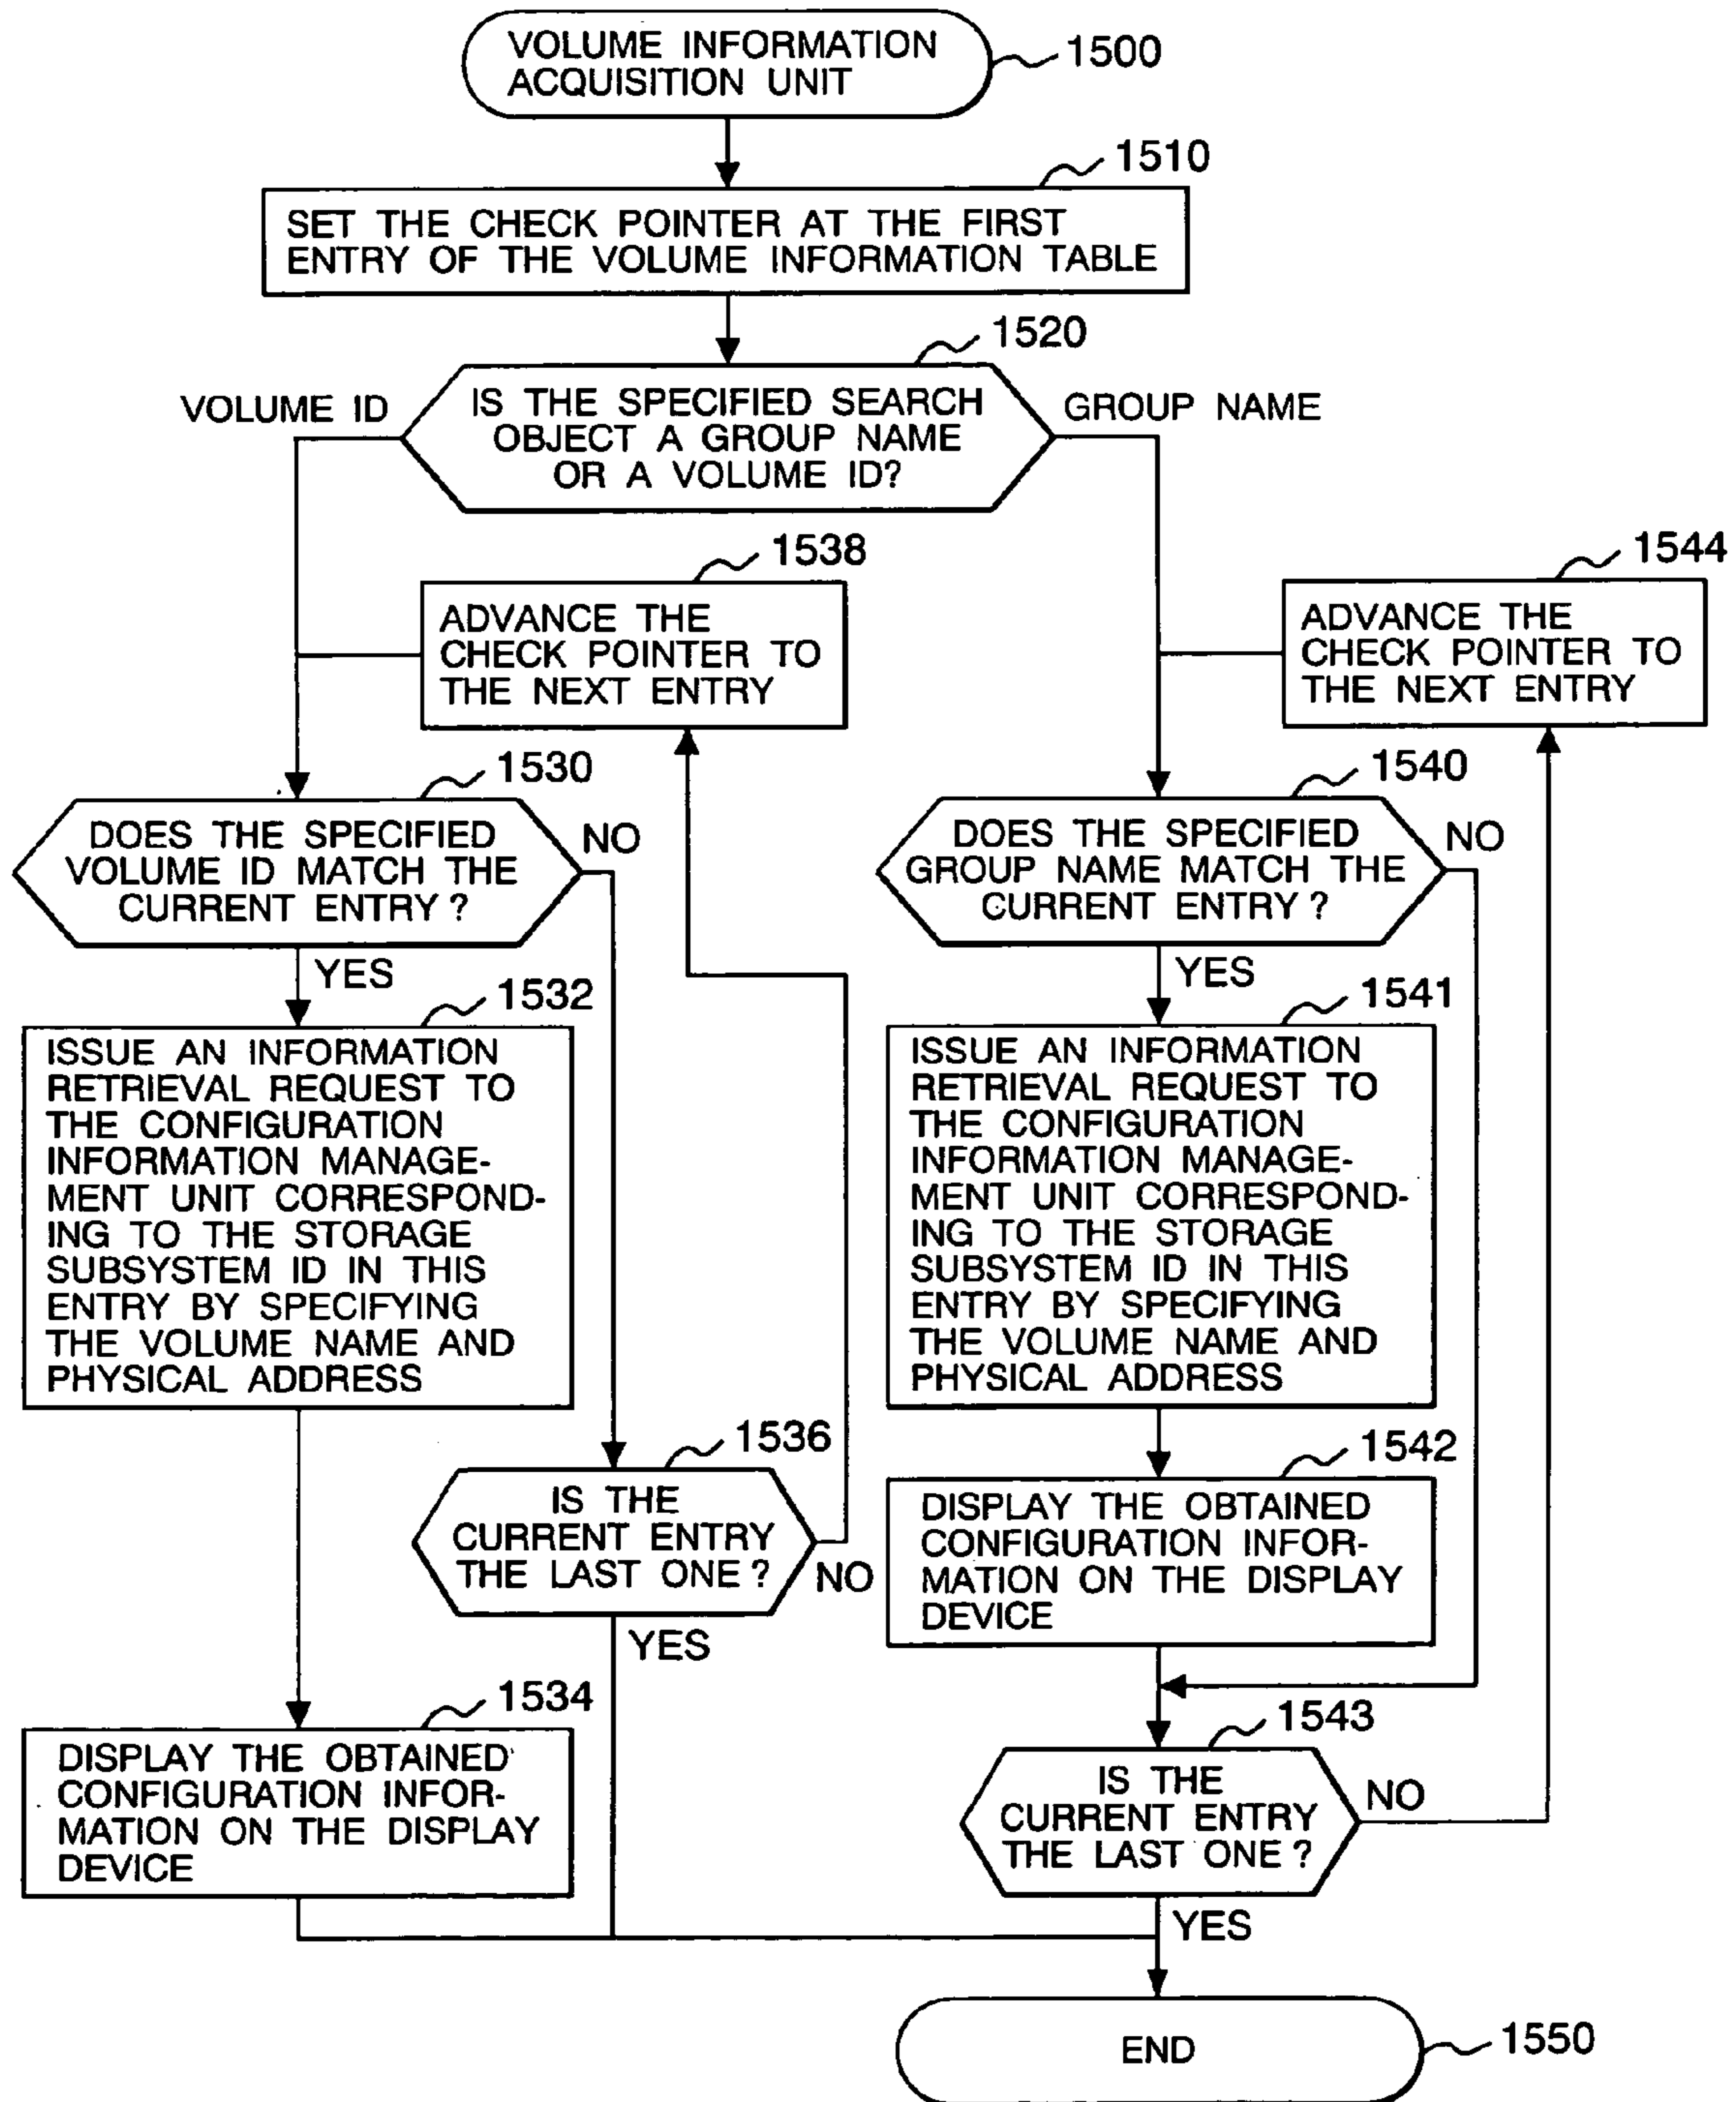 VOLUME INFORMATION
ACQUISITION UNIT
1500
1510
SET THE CHECK POINTER AT THE FIRST
ENTRY OF THE VOLUME INFORMATION TABLE
1520
VOLUME ID
IS THE SPECIFIED SEARCH
OBJECT A GROUP NAME
OR A VOLUME ID?
GROUP NAME
1538
ADVANCE THE
CHECK POINTER TO
THE NEXT ENTRY
1544
ADVANCE THE
CHECK POINTER TO
THE NEXT ENTRY
1530
DOES THE SPECIFIED
VOLUME ID MATCH THE
CURRENT ENTRY ?
NO
YES
1540
DOES THE SPECIFIED
GROUP NAME MATCH THE
CURRENT ENTRY ?
NO
YES
1532
ISSUE AN INFORMATION
RETRIEVAL REQUEST TO
THE CONFIGURATION
INFORMATION MANAGE-
MENT UNIT CORRESPOND-
ING TO THE STORAGE
SUBSYSTEM ID IN THIS
ENTRY BY SPECIFYING
THE VOLUME NAME AND
PHYSICAL ADDRESS
1541
ISSUE AN INFORMATION
RETRIEVAL REQUEST TO
THE CONFIGURATION
INFORMATION MANAGE-
MENT UNIT CORRESPOND-
ING TO THE STORAGE
SUBSYSTEM ID IN THIS
ENTRY BY SPECIFYING
THE VOLUME NAME AND
PHYSICAL ADDRESS
1536
IS THE
CURRENT ENTRY
THE LAST ONE ?
NO
YES
1542
DISPLAY THE OBTAINED
CONFIGURATION INFOR-
MATION ON THE DISPLAY
DEVICE
1534
DISPLAY THE OBTAINED
CONFIGURATION INFOR-
MATION ON THE DISPLAY
DEVICE
1543
IS THE
CURRENT ENTRY
THE LAST ONE ?
NO
YES
END
1550